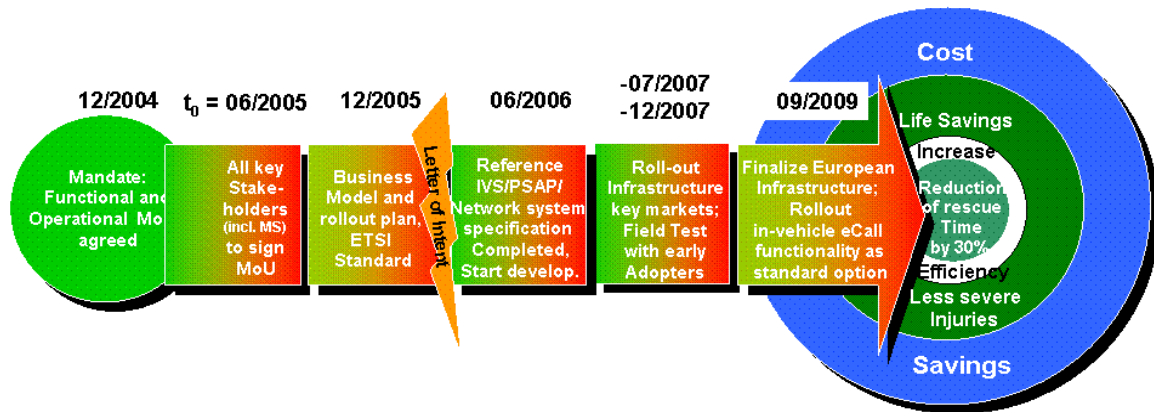 12/2004
Mandate:
Functional and
Operational Mo
agreed
t0 = 06/2005
All key
Stake-
holders
(incl. MS)
to sign
MoU
12/2005
Business
Model and
rollout plan,
ETSI
Standard
Letter of Intent
06/2006
Reference
IVS/PSAP/
Network system
specification
Completed,
Start develop.
-07/2007
-12/2007
Roll-out
Infrastructure
key markets;
Field Test
with early
Adopters
09/2009
Finalize European
Infrastructure;
Rollout
in-vehicle eCall
functionality as
standard option
Cost
Life Savings
Increase
Reduction
of rescue
Time
by 30%
Efficiency
Less severe
Injuries
Savings